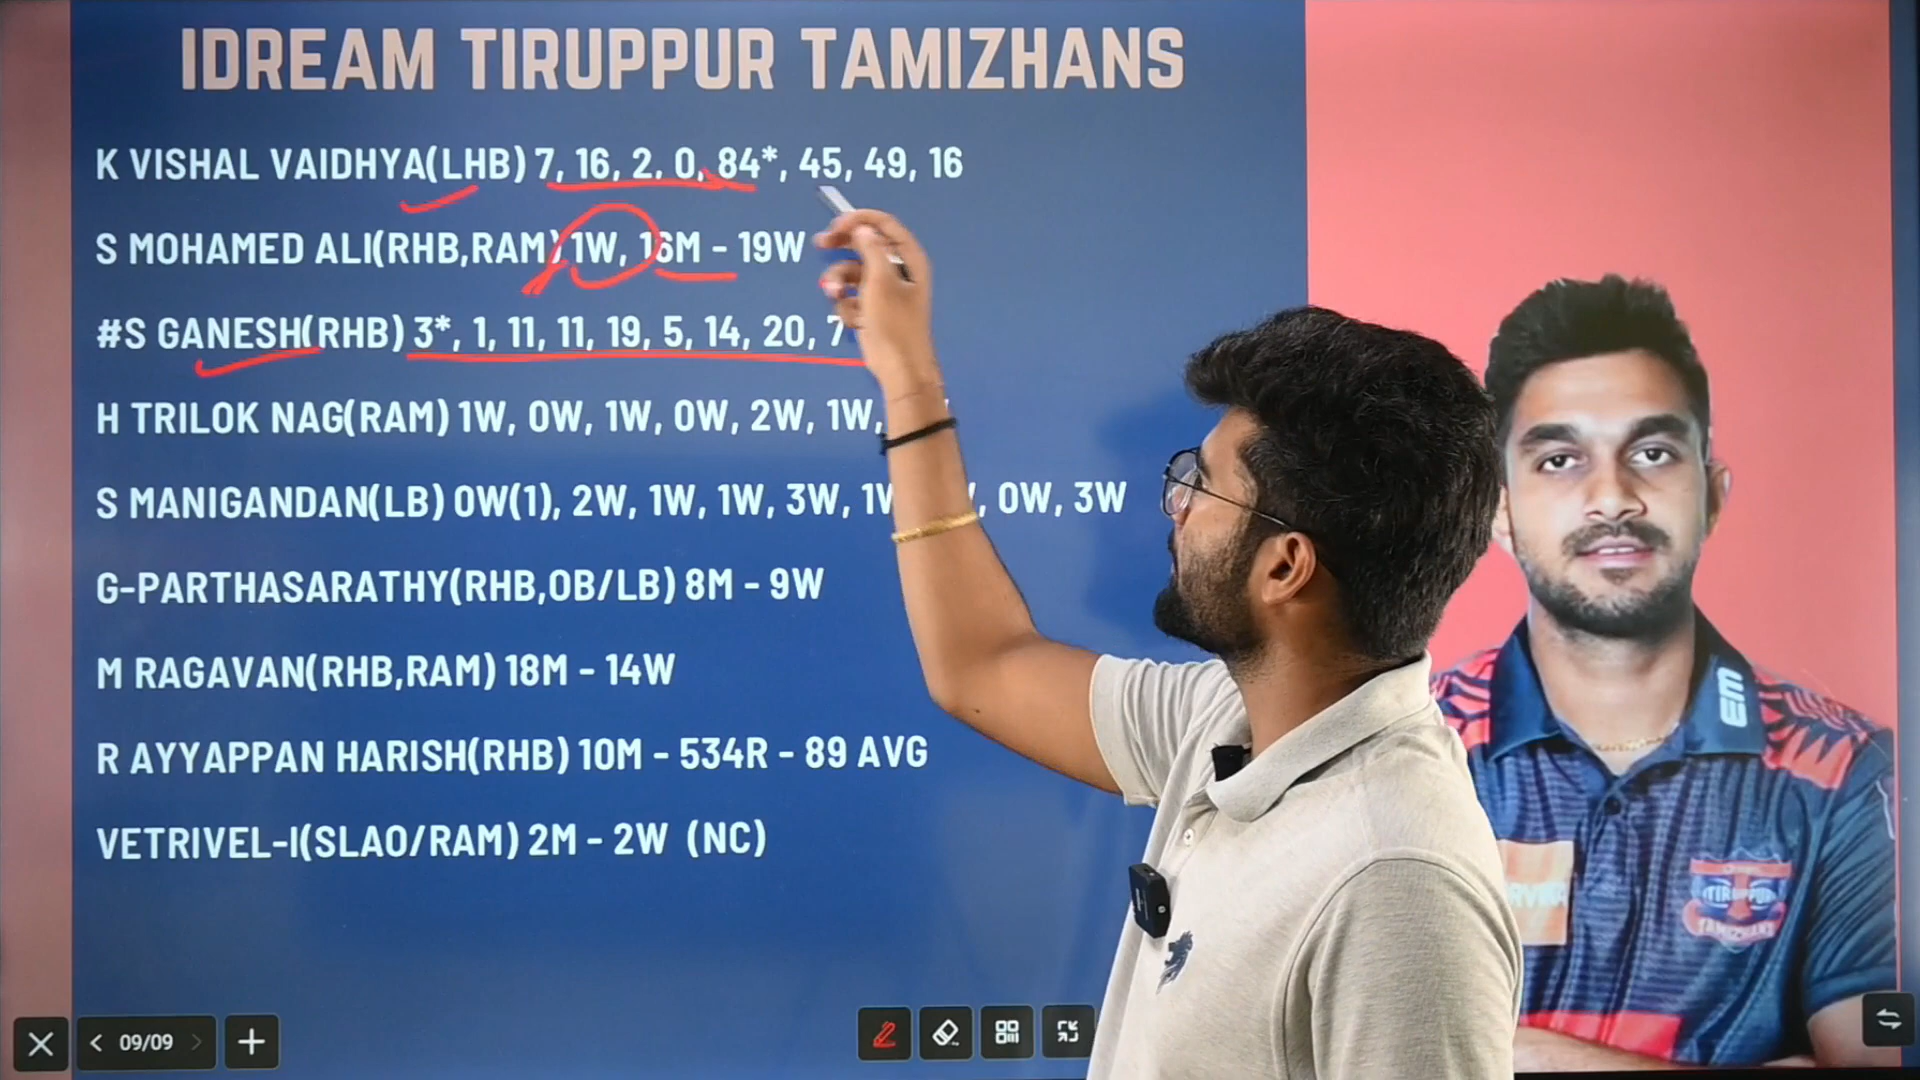 IDREAM TIRUPPUR TAMIZHANS
K VISHAL VAIDHYA(LHB) 7, 16, 2, 0, 84*, 45, 49, 16
S MOHAMED ALI(RHB,RAM) 1W, 16M - 19W
#S GANESH(RHB) 3*, 1, 11, 11, 19, 5, 14, 20, 7
H TRILOK NAG(RAM) 1W, 0W, 1W, 0W, 2W, 1W,
S MANIGANDAN(LB) 0W(1), 2W, 1W, 1W, 3W, 0W, 3W
G-PARTHASARATHY(RHB,OB/LB) 8M - 9W
M RAGAVAN(RHB,RAM) 18M - 14W
R AYYAPPAN HARISH(RHB) 10M - 534R - 89 AVG
VETRIVEL-I(SLAO/RAM) 2M - 2W (NC)
EM
TIRUPPUR
TAMIZHANS
09/09